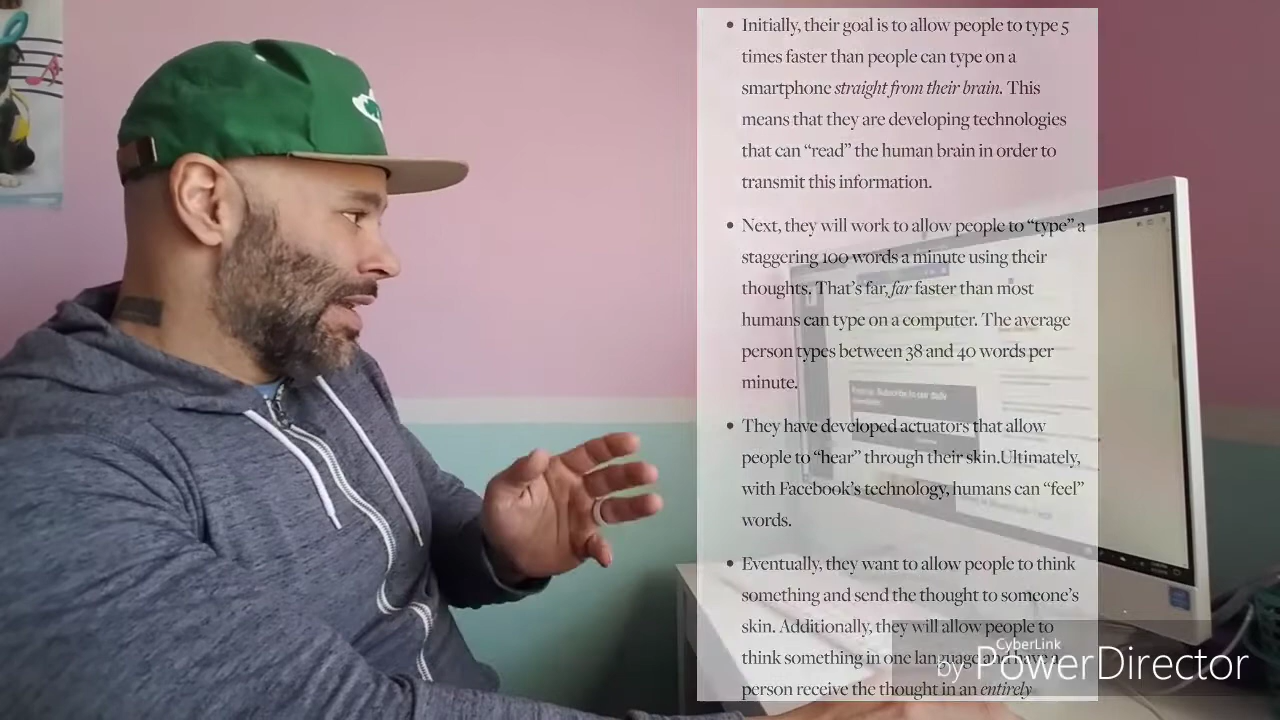 Initially, their goal is to allow people to type 5
times faster than people can type on a
smartphone straight from their brain. This
means that they are developing technologies
that can “read” the human brain in order to
transmit this information.
Next, they will work to allow people to “type” a
staggering 100 words a minute using their
thoughts. That’s far, far faster than most
humans can type on a computer. The average
person types between 38 and 40 words per
minute.
They have developed actuators that allow
people to “hear” through their skin.Ultimately,
with Facebook’s technology, humans can “feel”
words.
Eventually, they want to allow people to think
something and send the thought to someone’s
skin. Additionally, they will allow people to
think something in one language and have a
person receive the thought in an entirely
CyberLink
by PowerDirector